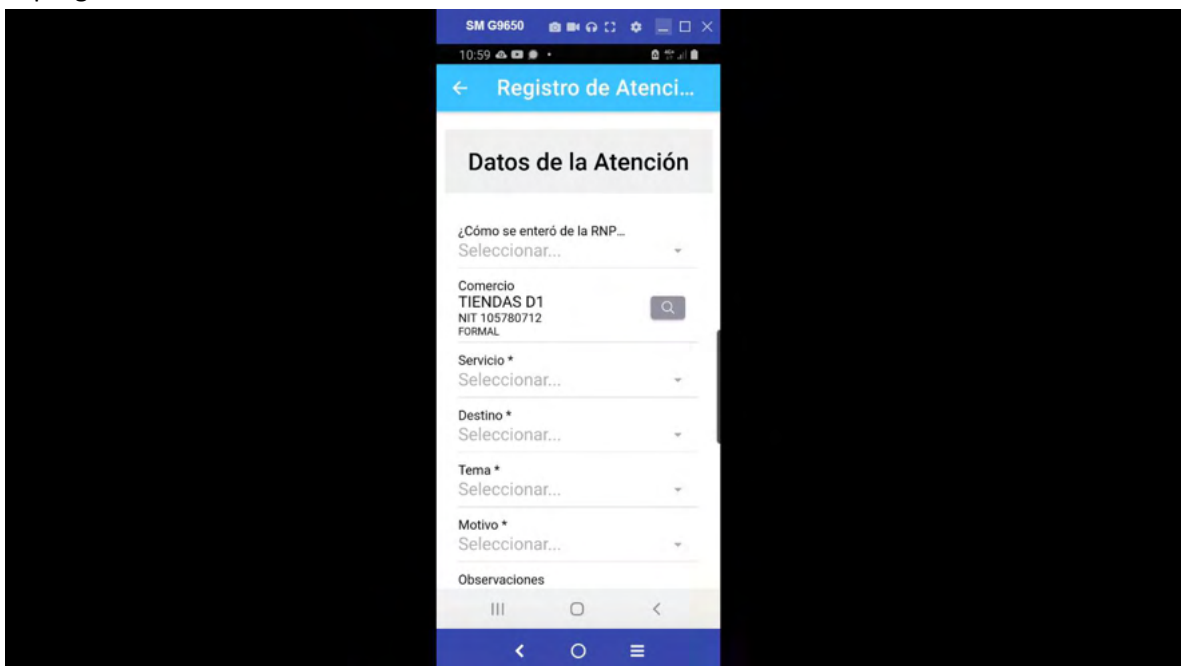 SM G9650
10:59
Registro de Atenci...
Datos de la Atención
¿Cómo se enteró de la RNP...
Seleccionar...
Comercio
TIENDAS D1
NIT 105780712
FORMAL
Servicio *
Seleccionar...
Destino *
Seleccionar...
Tema *
Seleccionar...
Motivo *
Seleccionar...
Observaciones